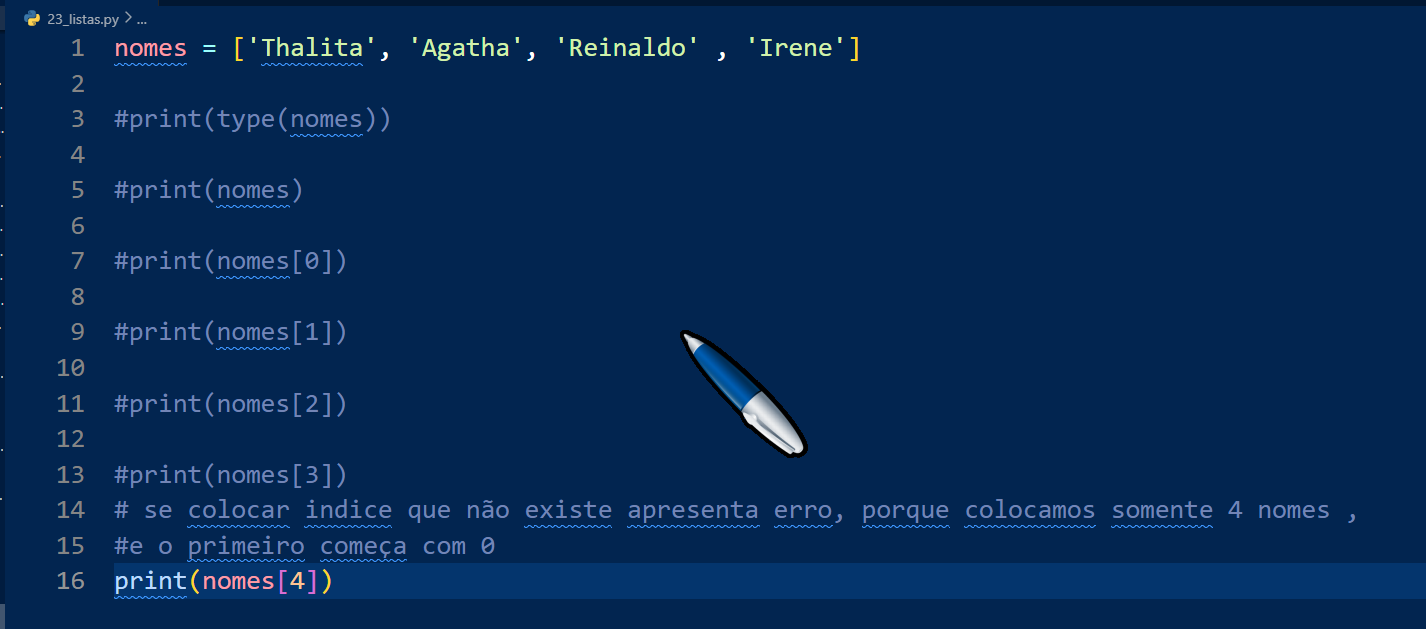 23_listas.py > ...
1 nomes = ['Thalita', 'Agatha', 'Reinaldo' , 'Irene']
2
3 #print(type(nomes))
4
5 #print(nomes)
6
7 #print(nomes[0])
8
9 #print(nomes[1])
10
11 #print(nomes[2])
12
13 #print(nomes[3])
14 # se colocar indice que não existe apresenta erro, porque colocamos somente 4 nomes ,
15 #e o primeiro começa com 0
16 print(nomes[4])